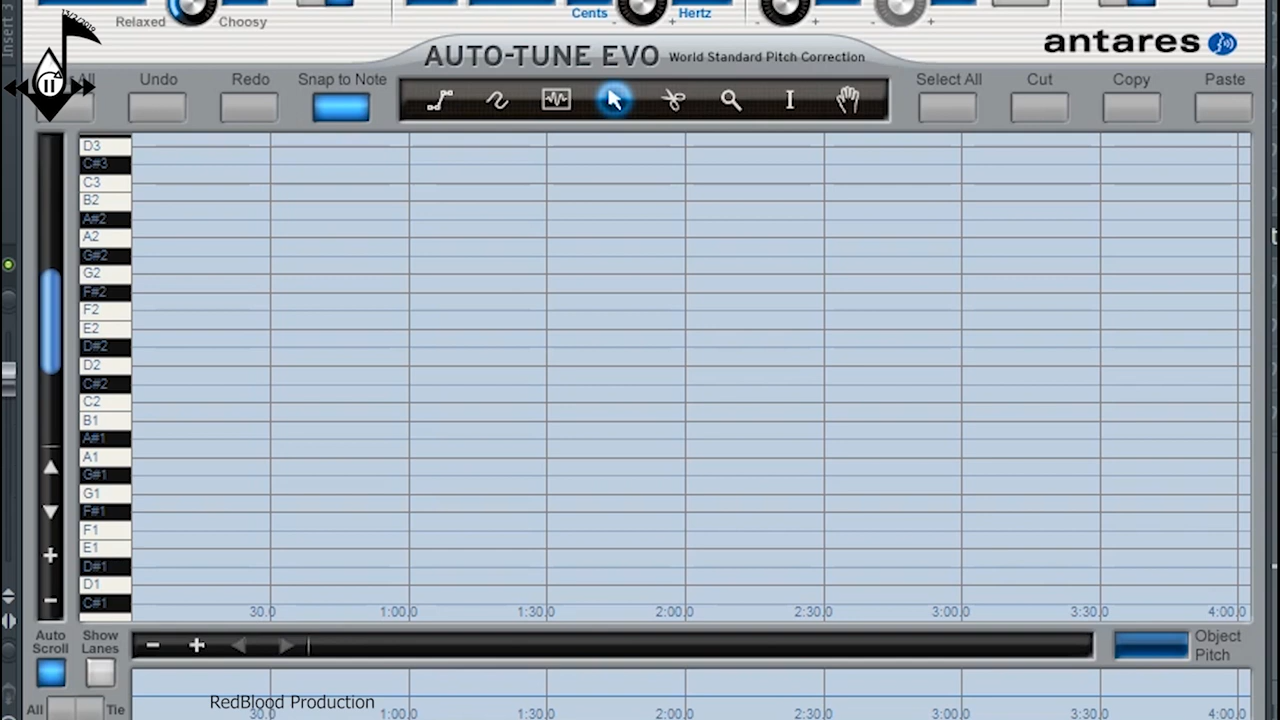 Insert 3
Relaxed Choosy
Cents - + Hertz
- +
- +
AUTO-TUNE EVO World Standard Pitch Correction
antares
All Undo Redo Snap to Note Select All Cut Copy Paste
D3
C#3
C3
B2
A#2
A2
G#2
G2
F#2
F2
E2
D#2
D2
C#2
C2
B1
A#1
A1
G#1
G1
F#1
F1
E1
D#1
D1
C#1
30.0 1:00.0 1:30.0 2:00.0 2:30.0 3:00.0 3:30.0 4:00.0
Auto Scroll
Show Lanes
Object Pitch
All Tie
RedBlood Production
30.0 1:00.0 1:30.0 2:00.0 2:30.0 3:00.0 3:30.0 4:00.0